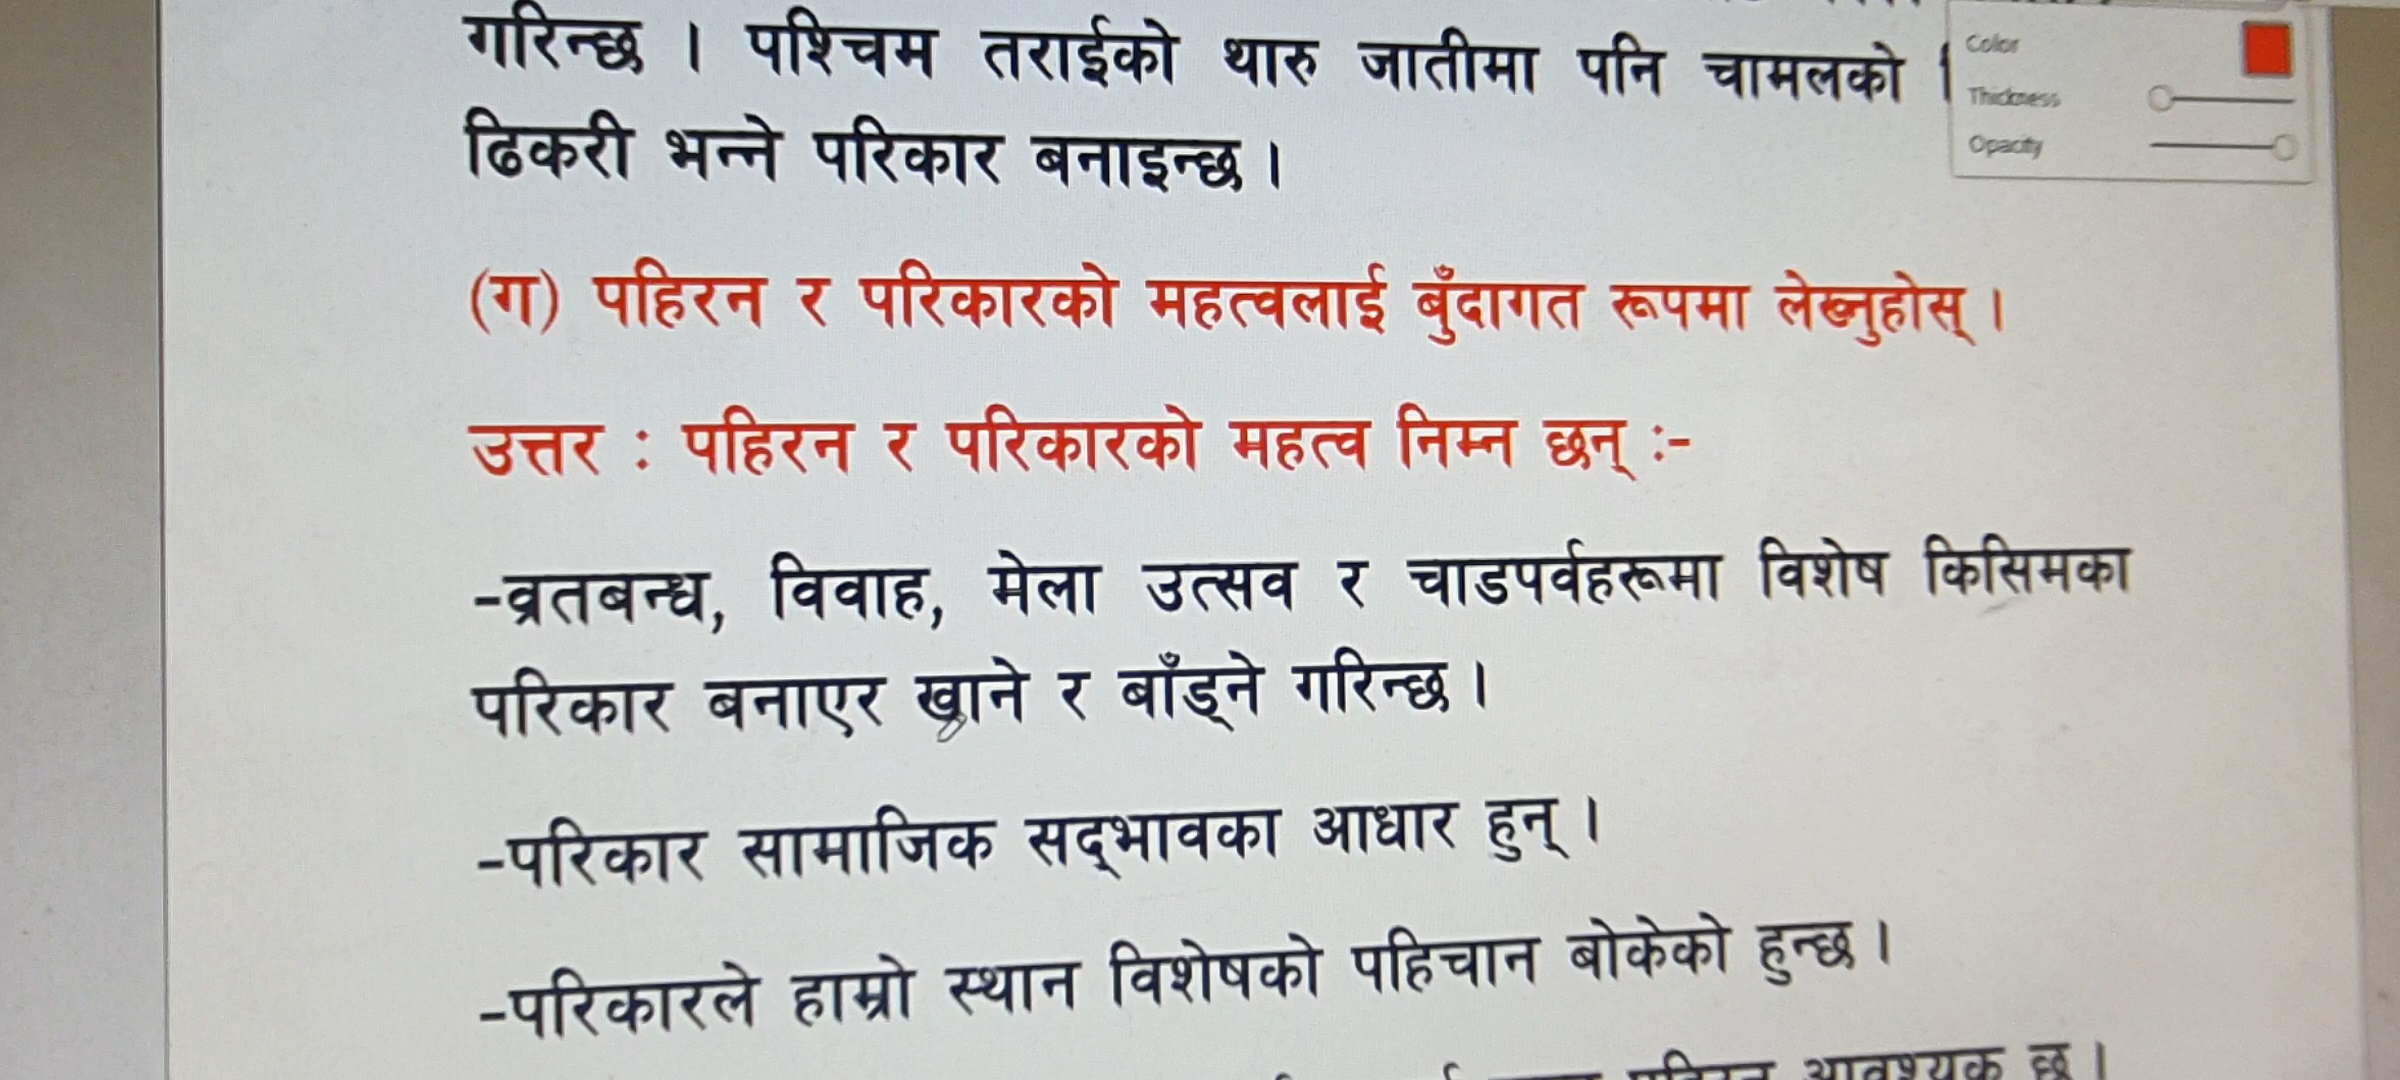 गरिन्छ । पश्चिम तराईको थारु जातीमा पनि चामलको
Color
Thickness
Opacity
ढिकरी भन्ने परिकार बनाइन्छ ।
(ग) पहिरन र परिकारको महत्वलाई बुँदागत रूपमा लेख्नुहोस् ।
उत्तर : पहिरन र परिकारको महत्व निम्न छन् :-
-व्रतबन्ध, विवाह, मेला उत्सव र चाडपर्वहरूमा विशेष किसिमका
परिकार बनाएर खाने र बाँड्ने गरिन्छ ।
-परिकार सामाजिक सद्‌भावका आधार हुन् ।
-परिकारले हाम्रो स्थान विशेषको पहिचान बोकेको हुन्छ ।
पहिरन आवश्यक छ ।